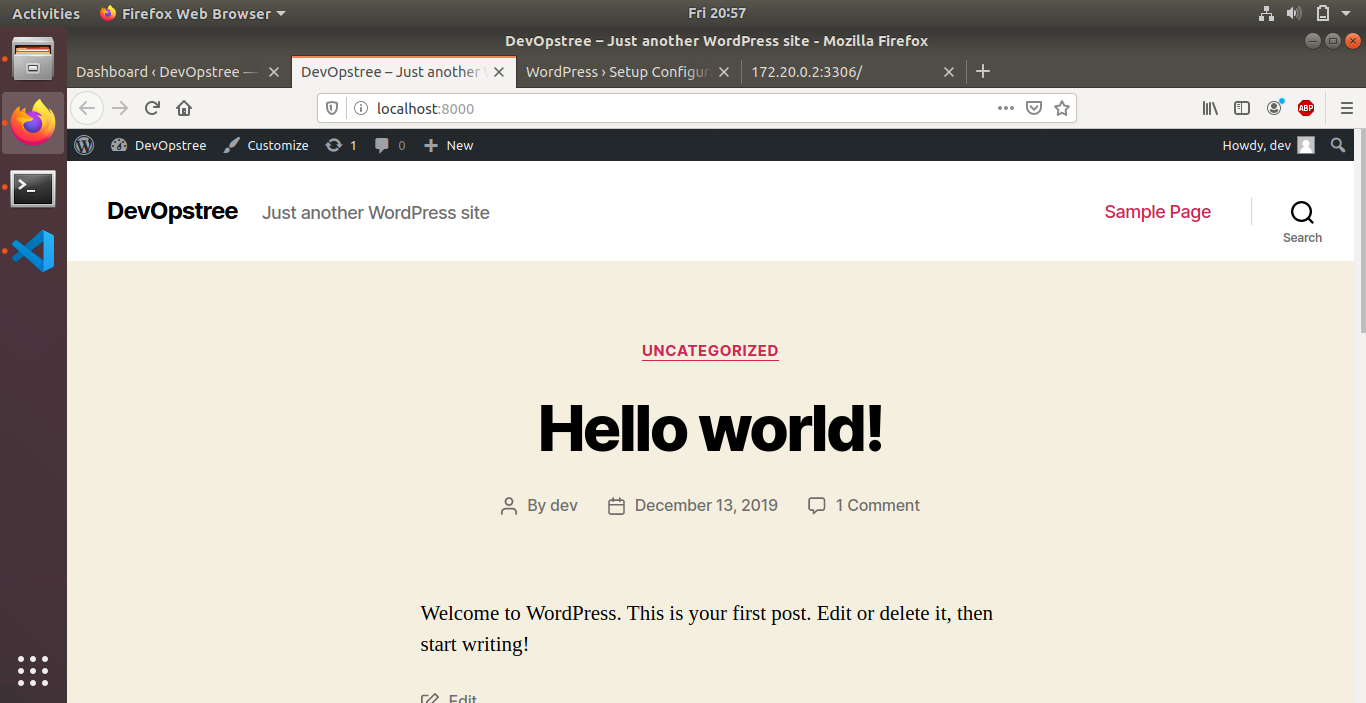 Activities Firefox Web Browser Fri 20:57
DevOpstree – Just another WordPress site - Mozilla Firefox
Dashboard ‹ DevOpstree — DevOpstree – Just another WordPress › Setup Configur 172.20.0.2:3306/
localhost:8000 ABP
DevOpstree Customize 1 0 New Howdy, dev
DevOpstree Just another WordPress site Sample Page
Search
UNCATEGORIZED
Hello world!
By dev December 13, 2019 1 Comment
Welcome to WordPress. This is your first post. Edit or delete it, then
start writing!
Edit